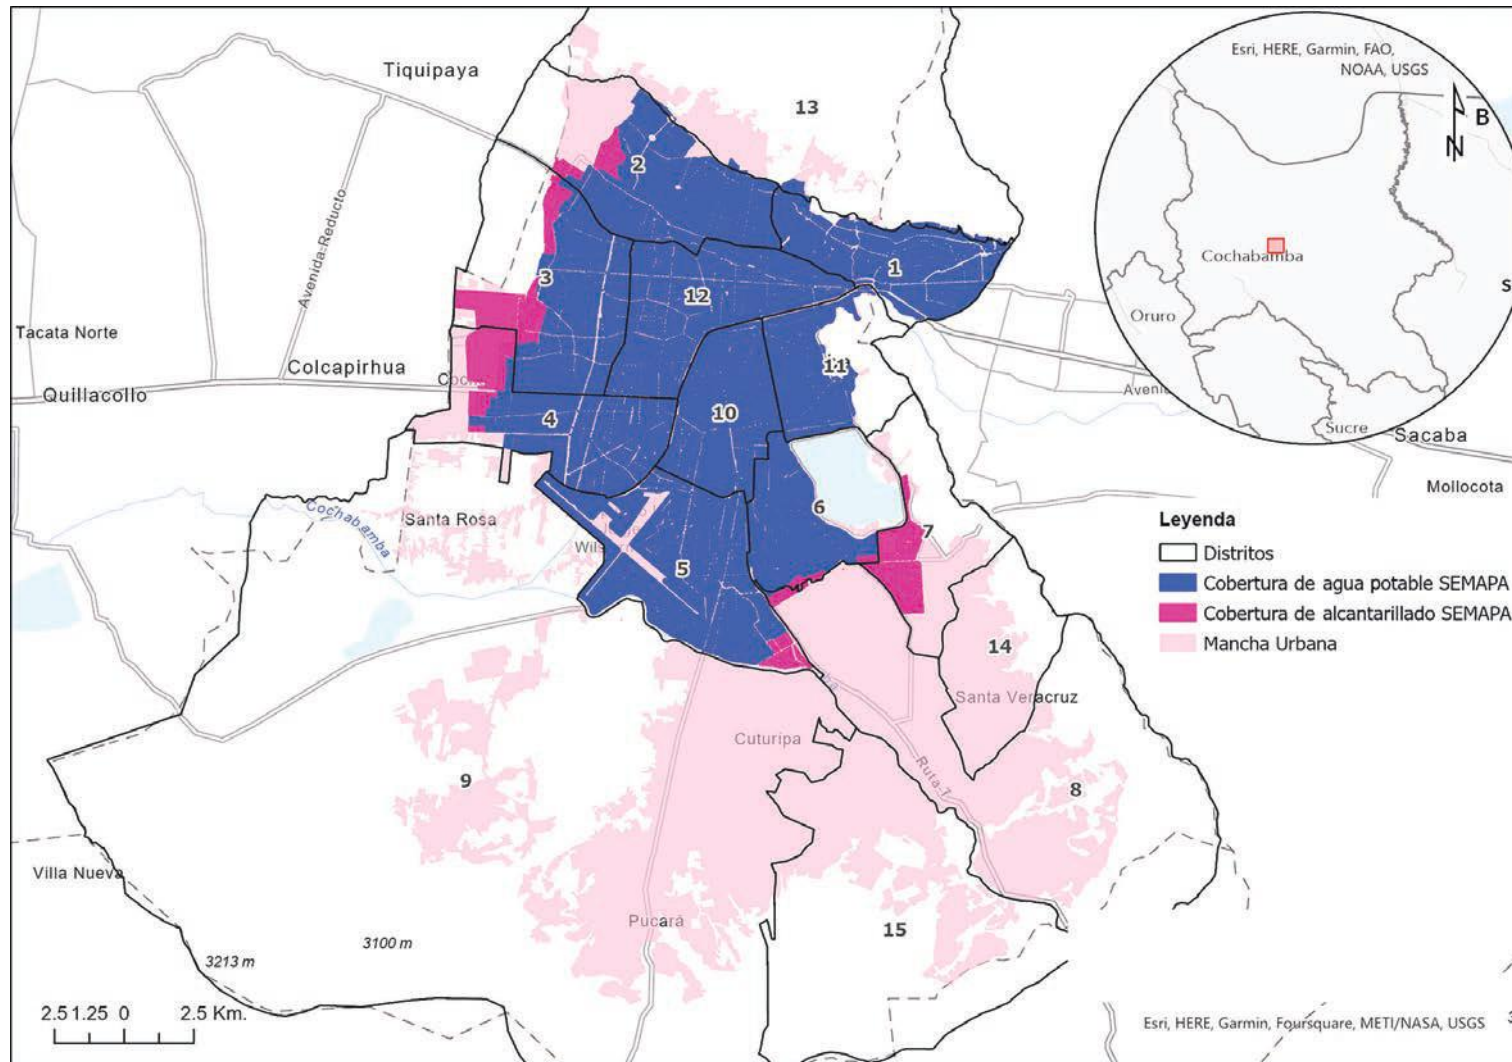 Esri, HERE, Garmin, FAO,
NOAA, USGS
B
N
Cochabamba
Oruro
Sucre
S
Tiquipaya
13
2
Avenida-Reducto
1
3
12
Tacata Norte
Colcapirhua
Quillacollo
11
4
10
Sacaba
Mollocota
Cochabamba
Santa Rosa
6
7
5
Leyenda
Distritos
Cobertura de agua potable SEMAPA
Cobertura de alcantarillado SEMAPA
Mancha Urbana
14
Santa Veracruz
Cuturipa
9
Ruta-1
8
Villa Nueva
Pucará
15
3100 m
3213 m
2.5 1.25 0 2.5 Km.
Esri, HERE, Garmin, Foursquare, METI/NASA, USGS